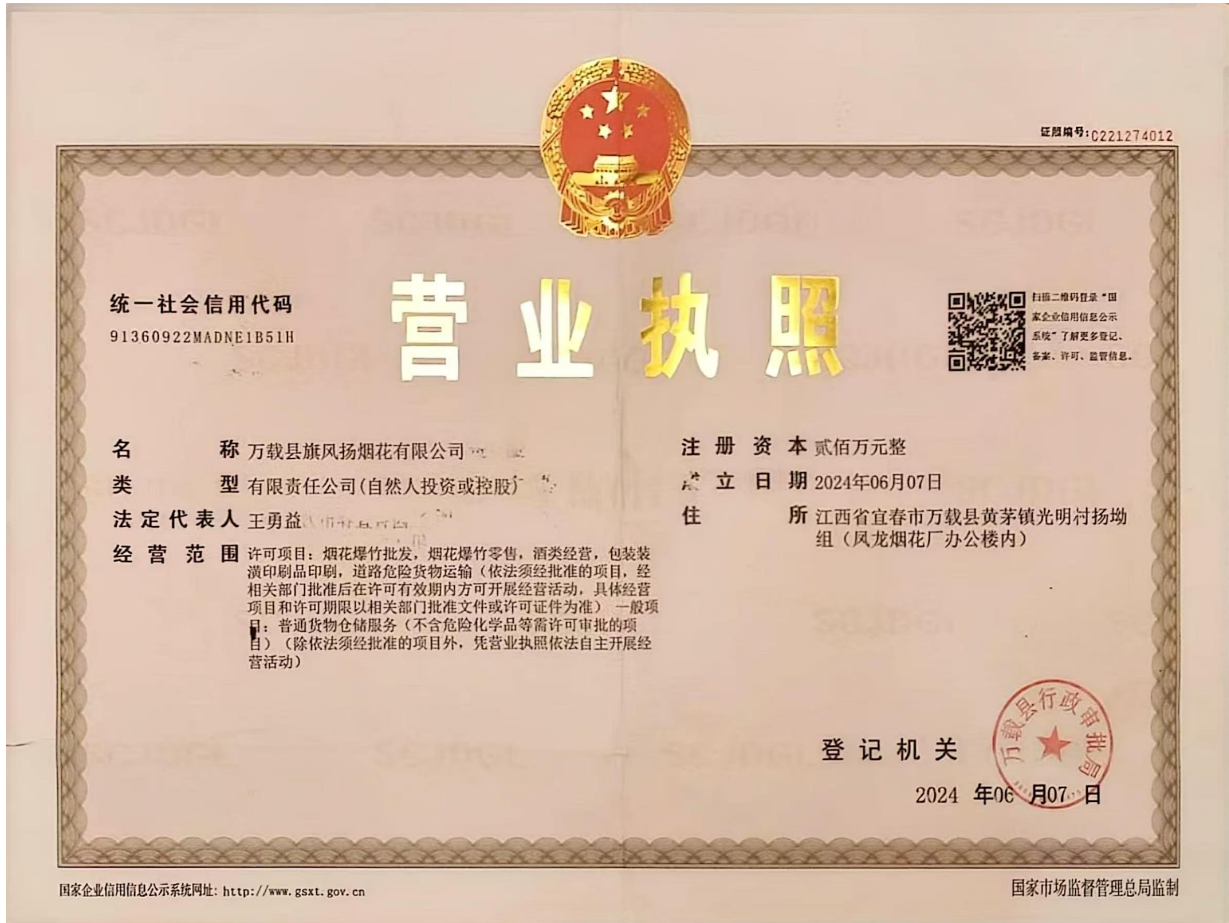 证照编号:C221274012
营业执照
统一社会信用代码
91360922MADNE1B51H
扫描二维码登录“国
家企业信用信息公示
系统”了解更多登记、
备案、许可、监管信息。
名称 万载县旗风扬烟花有限公司
类型 有限责任公司(自然人投资或控股)
法定代表人 王勇益
经营范围 许可项目：烟花爆竹批发，烟花爆竹零售，酒类经营，包装装
潢印刷品印刷，道路危险货物运输（依法须经批准的项目，经
相关部门批准后在许可有效期内方可开展经营活动，具体经营
项目和许可期限以相关部门批准文件或许可证件为准） 一般项
目：普通货物仓储服务（不含危险化学品等需许可审批的项
目）（除依法须经批准的项目外，凭营业执照依法自主开展经
营活动）
注册资本 贰佰万元整
成立日期 2024年06月07日
住所 江西省宜春市万载县黄茅镇光明村扬坳
组（凤龙烟花厂办公楼内）
登记机关
万载县行政审批局
2024 年06 月07 日
国家企业信用信息公示系统网址: http://www.gsxt.gov.cn
国家市场监督管理总局监制